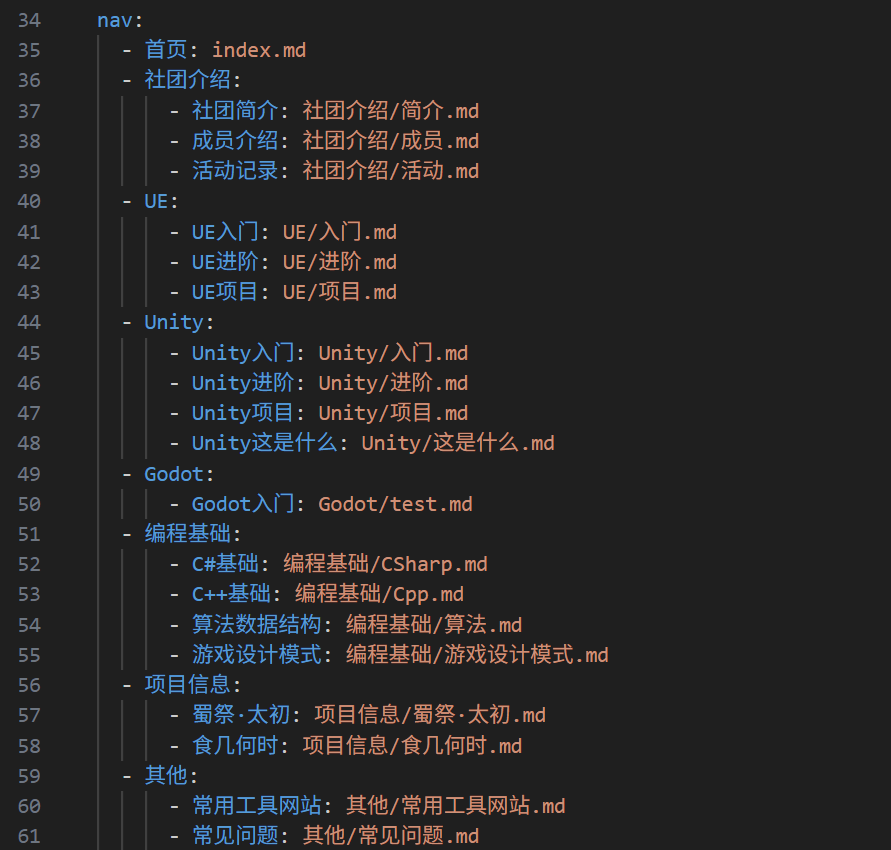 34 nav:
35 - 首页: index.md
36 - 社团介绍:
37 - 社团简介: 社团介绍/简介.md
38 - 成员介绍: 社团介绍/成员.md
39 - 活动记录: 社团介绍/活动.md
40 - UE:
41 - UE入门: UE/入门.md
42 - UE进阶: UE/进阶.md
43 - UE项目: UE/项目.md
44 - Unity:
45 - Unity入门: Unity/入门.md
46 - Unity进阶: Unity/进阶.md
47 - Unity项目: Unity/项目.md
48 - Unity这是什么: Unity/这是什么.md
49 - Godot:
50 - Godot入门: Godot/test.md
51 - 编程基础:
52 - C#基础: 编程基础/CSharp.md
53 - C++基础: 编程基础/Cpp.md
54 - 算法数据结构: 编程基础/算法.md
55 - 游戏设计模式: 编程基础/游戏设计模式.md
56 - 项目信息:
57 - 蜀祭·太初: 项目信息/蜀祭·太初.md
58 - 食几何时: 项目信息/食几何时.md
59 - 其他:
60 - 常用工具网站: 其他/常用工具网站.md
61 - 常见问题: 其他/常见问题.md